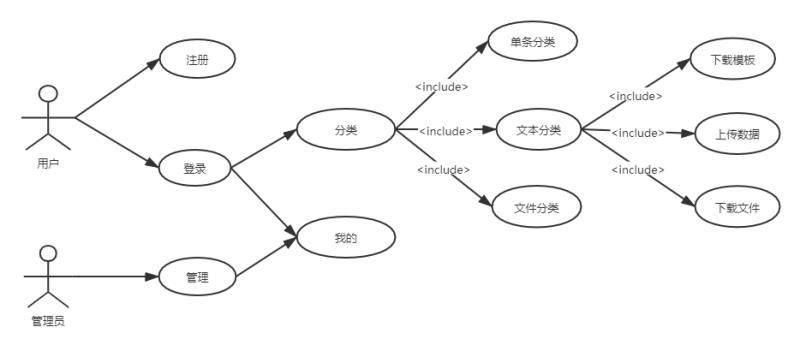 单条分类
注册
下载模板
<include>
<include>
用户
分类
<include>
文本分类
<include>
上传数据
登录
<include>
<include>
文件分类
下载文件
我的
管理
管理员